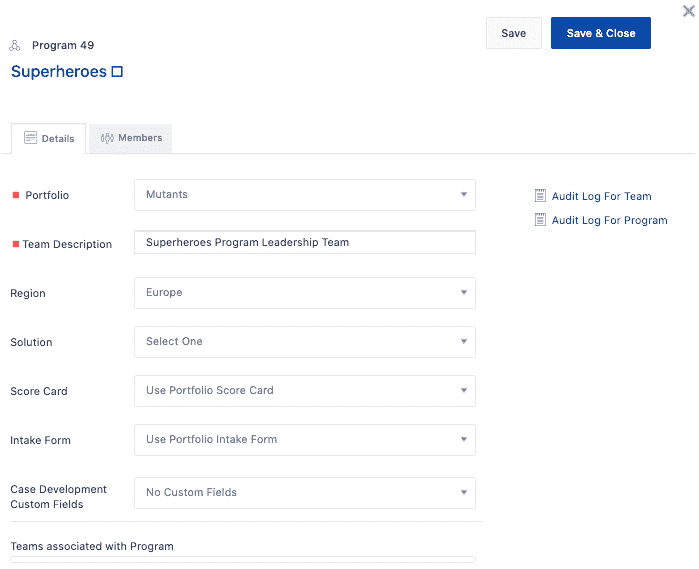 Program 49
Save
Save & Close
Superheroes
Details
Members
Portfolio
Mutants
Audit Log For Team
Audit Log For Program
Team Description
Superheroes Program Leadership Team
Region
Europe
Solution
Select One
Score Card
Use Portfolio Score Card
Intake Form
Use Portfolio Intake Form
Case Development
Custom Fields
No Custom Fields
Teams associated with Program